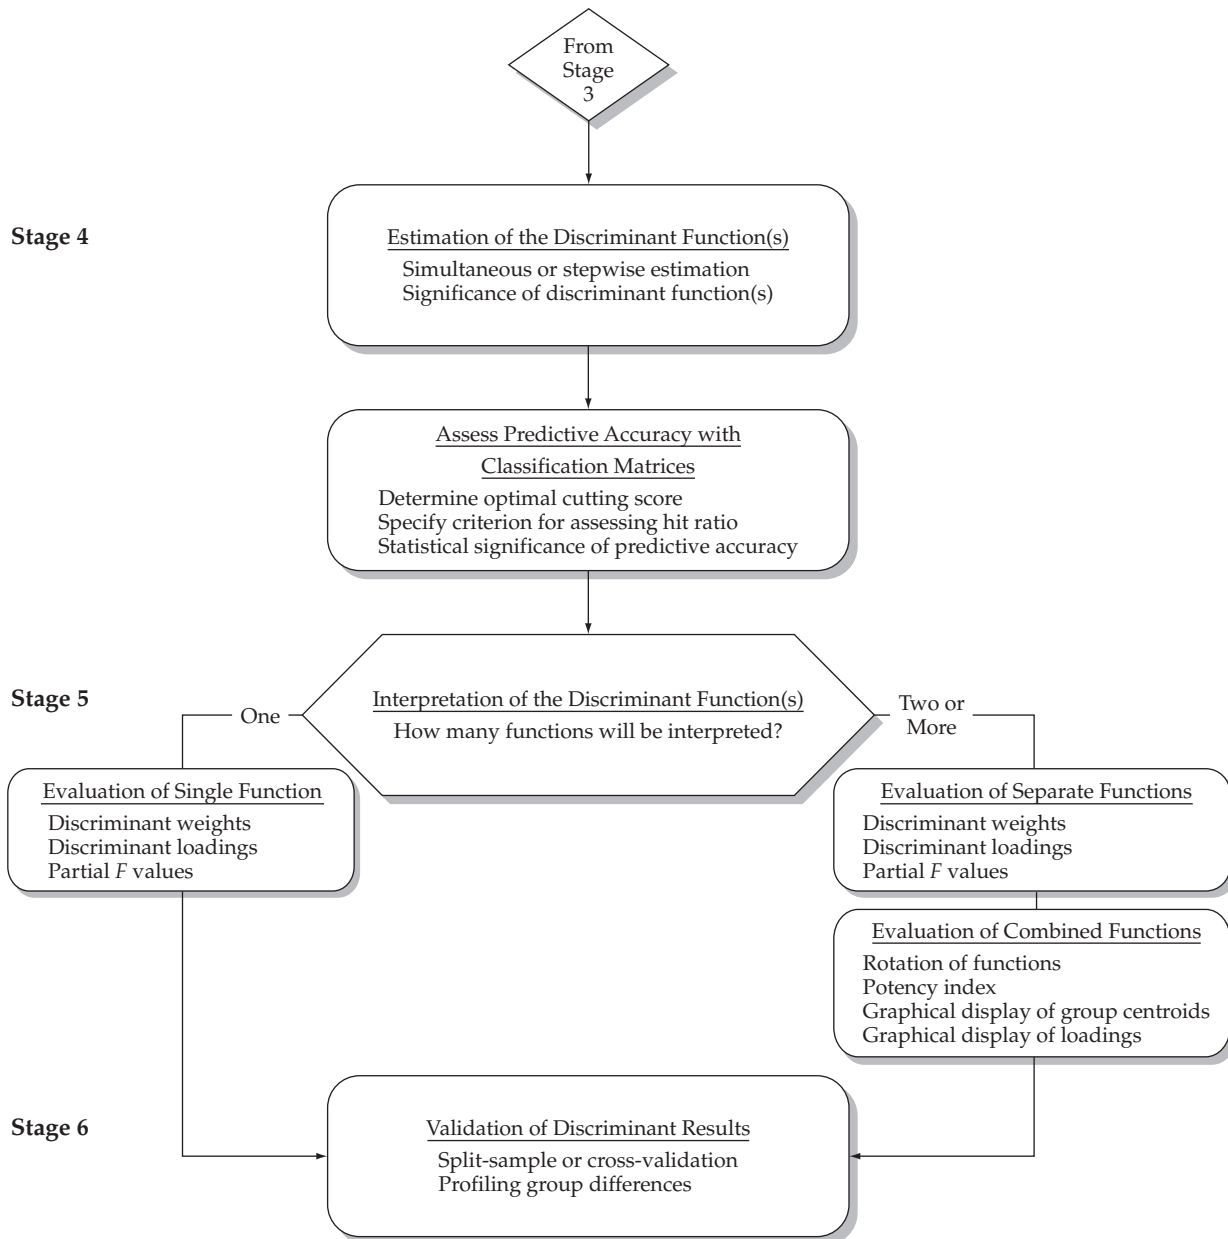 From
Stage
3
Stage 4
Estimation of the Discriminant Function(s)
Simultaneous or stepwise estimation
Significance of discriminant function(s)
Assess Predictive Accuracy with
Classification Matrices
Determine optimal cutting score
Specify criterion for assessing hit ratio
Statistical significance of predictive accuracy
Stage 5
Interpretation of the Discriminant Function(s)
How many functions will be interpreted?
One
Two or
More
Evaluation of Single Function
Discriminant weights
Discriminant loadings
Partial F values
Evaluation of Separate Functions
Discriminant weights
Discriminant loadings
Partial F values
Evaluation of Combined Functions
Rotation of functions
Potency index
Graphical display of group centroids
Graphical display of loadings
Stage 6
Validation of Discriminant Results
Split-sample or cross-validation
Profiling group differences